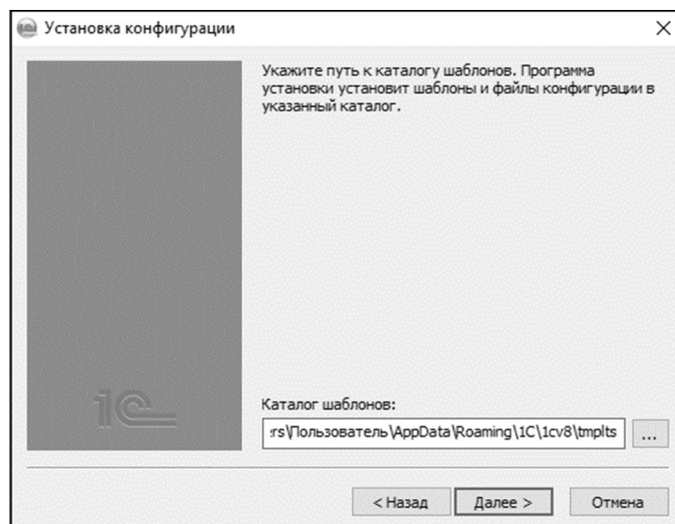 Установка конфигурации
Укажите путь к каталогу шаблонов. Программа
установки установит шаблоны и файлы конфигурации в
указанный каталог.
1С
Каталог шаблонов:
rs\Пользователь\AppData\Roaming\1C\1cv8\tmplts
...
< Назад
Далее >
Отмена